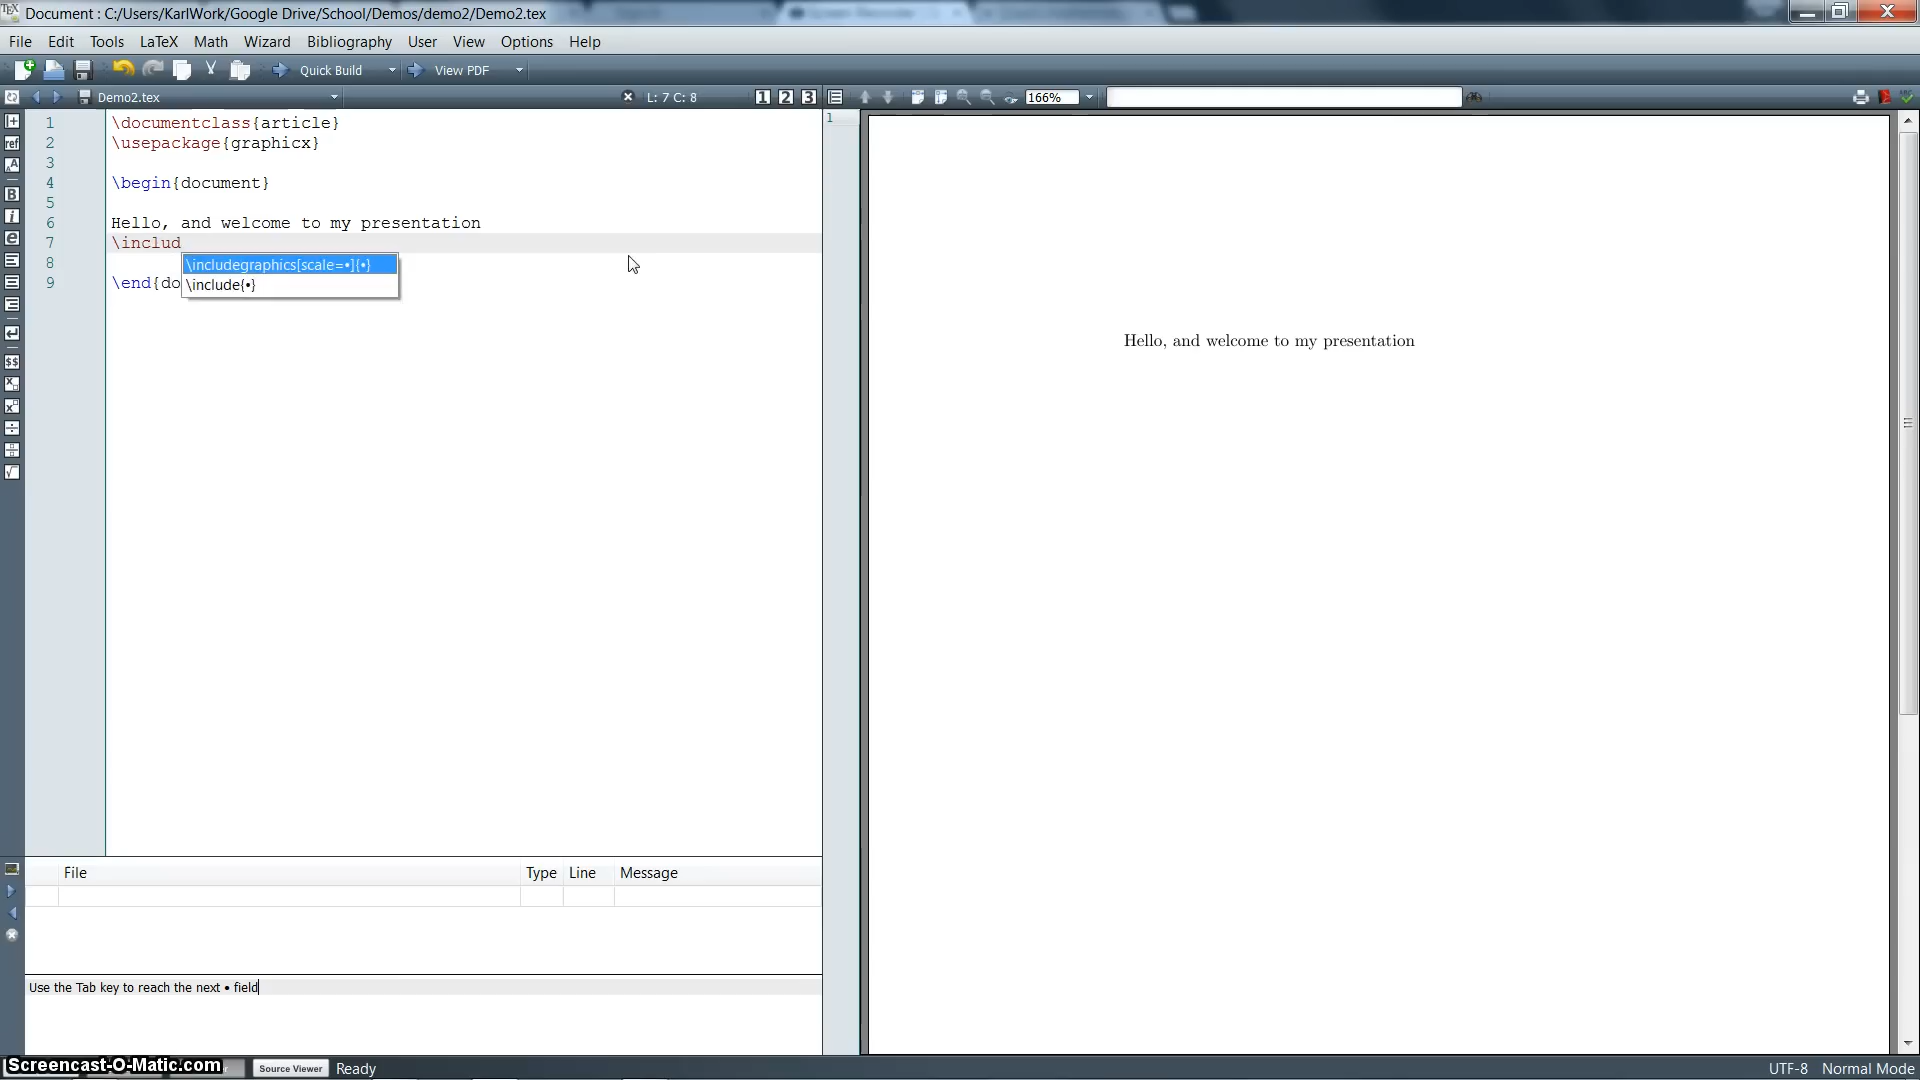 Document : C:/Users/KarlWork/Google Drive/School/Demos/demo2/Demo2.tex
File Edit Tools LaTeX Math Wizard Bibliography User View Options Help
Quick Build View PDF
Demo2.tex L: 7 C: 8 1 2 3 166%
1 \documentclass{article}
2 \usepackage{graphicx}
3
4 \begin{document}
5
6 Hello, and welcome to my presentation
7 \includ
8 \includegraphics[scale=•]{•}
\include{•}
9 \end{do
1
Hello, and welcome to my presentation
File Type Line Message
Use the Tab key to reach the next • field
Screencast-O-Matic.com Source Viewer Ready UTF-8 Normal Mode